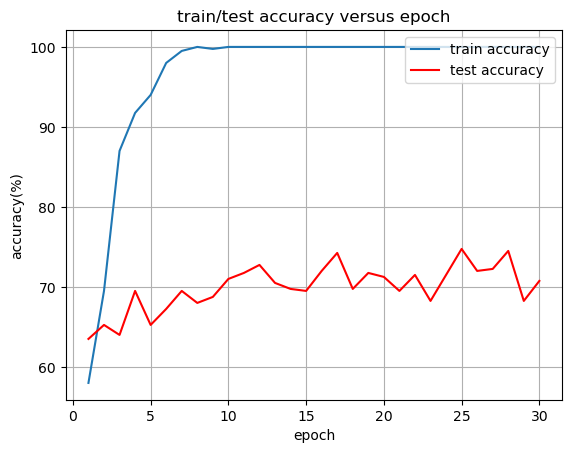 train/test accuracy versus epoch
train accuracy
test accuracy
100
90
80
70
60
accuracy(%)
0 5 10 15 20 25 30
epoch